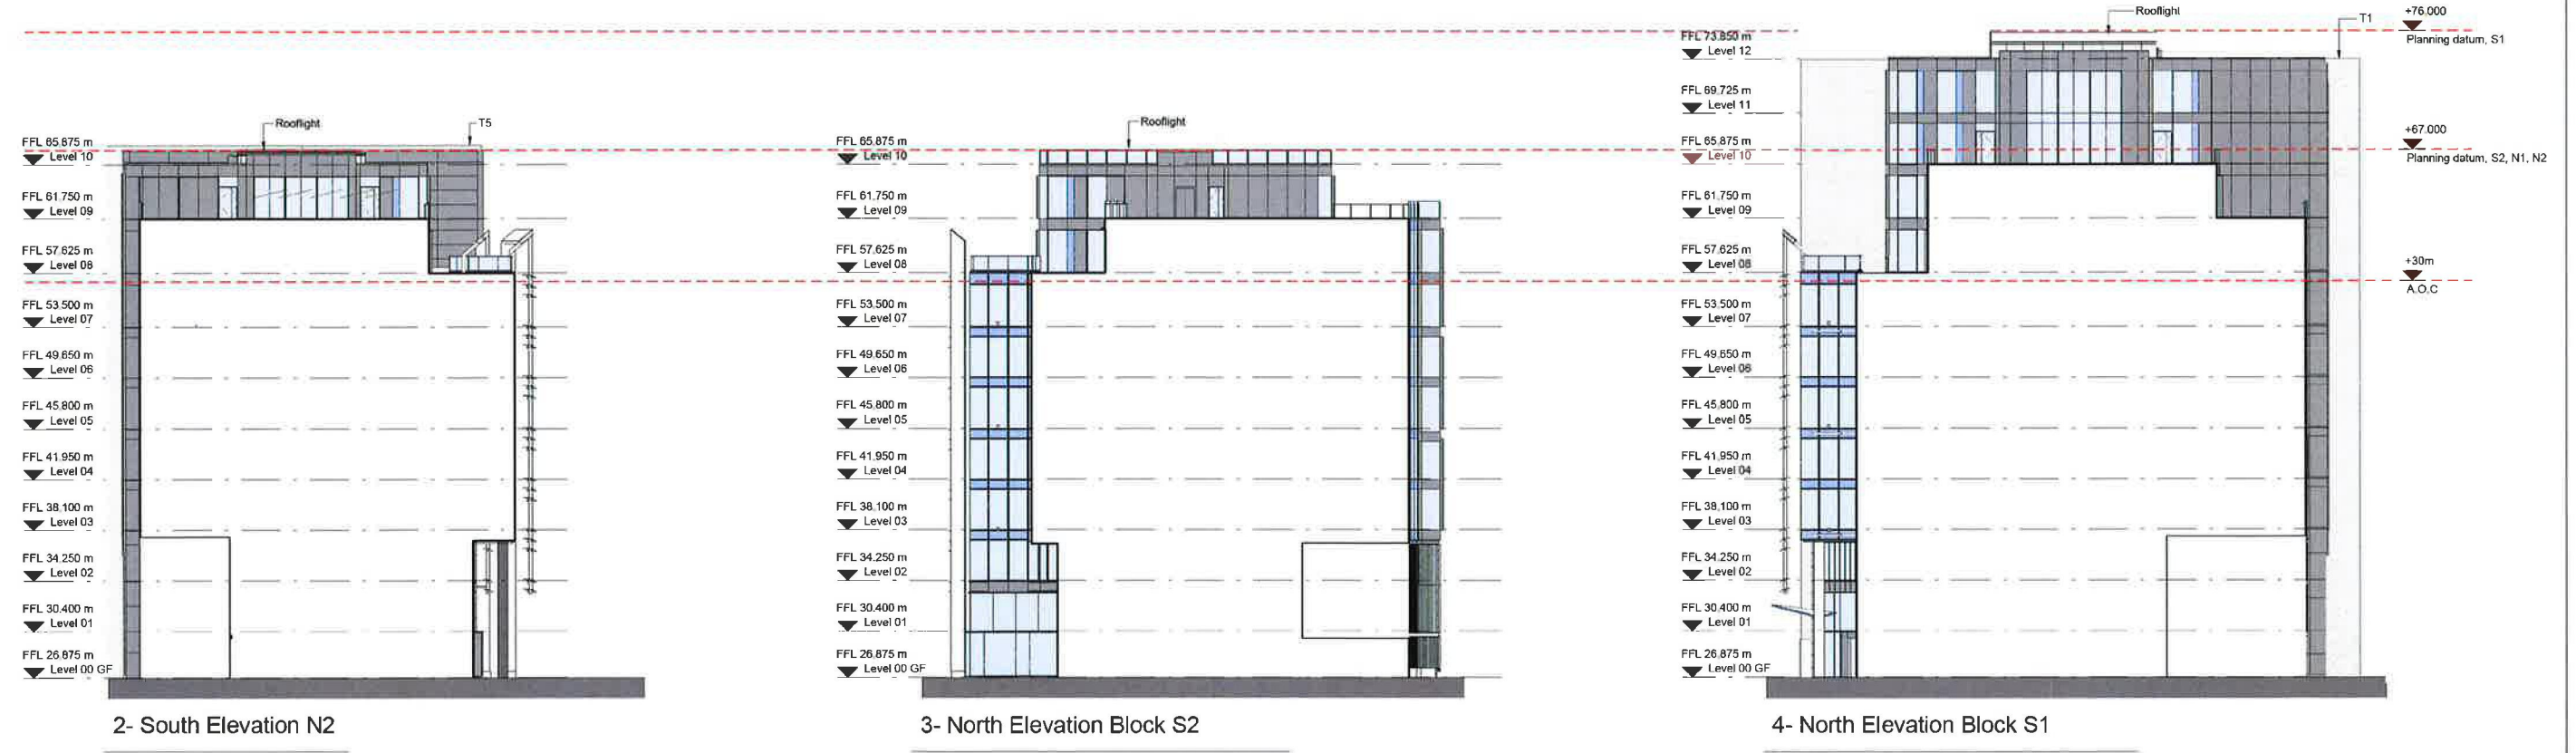 Rooflight
T5
FFL 65.875 m
Level 10
FFL 61.750 m
Level 09
FFL 57.625 m
Level 08
FFL 53.500 m
Level 07
FFL 49.650 m
Level 06
FFL 45.800 m
Level 05
FFL 41.950 m
Level 04
FFL 38.100 m
Level 03
FFL 34.250 m
Level 02
FFL 30.400 m
Level 01
FFL 26.875 m
Level 00 GF
2- South Elevation N2
Rooflight
FFL 65.875 m
Level 10
FFL 61.750 m
Level 09
FFL 57.625 m
Level 08
FFL 53.500 m
Level 07
FFL 49.650 m
Level 06
FFL 45.800 m
Level 05
FFL 41.950 m
Level 04
FFL 38.100 m
Level 03
FFL 34.250 m
Level 02
FFL 30.400 m
Level 01
FFL 26.875 m
Level 00 GF
3- North Elevation Block S2
Rooflight
T1
FFL 73.850 m
Level 12
FFL 69.725 m
Level 11
FFL 65.875 m
Level 10
FFL 61.750 m
Level 09
FFL 57.625 m
Level 08
FFL 53.500 m
Level 07
FFL 49.650 m
Level 06
FFL 45.800 m
Level 05
FFL 41.950 m
Level 04
FFL 38.100 m
Level 03
FFL 34.250 m
Level 02
FFL 30.400 m
Level 01
FFL 26.875 m
Level 00 GF
+76.000
Planning datum, S1
+67.000
Planning datum, S2, N1, N2
+30m
A.O.C
4- North Elevation Block S1